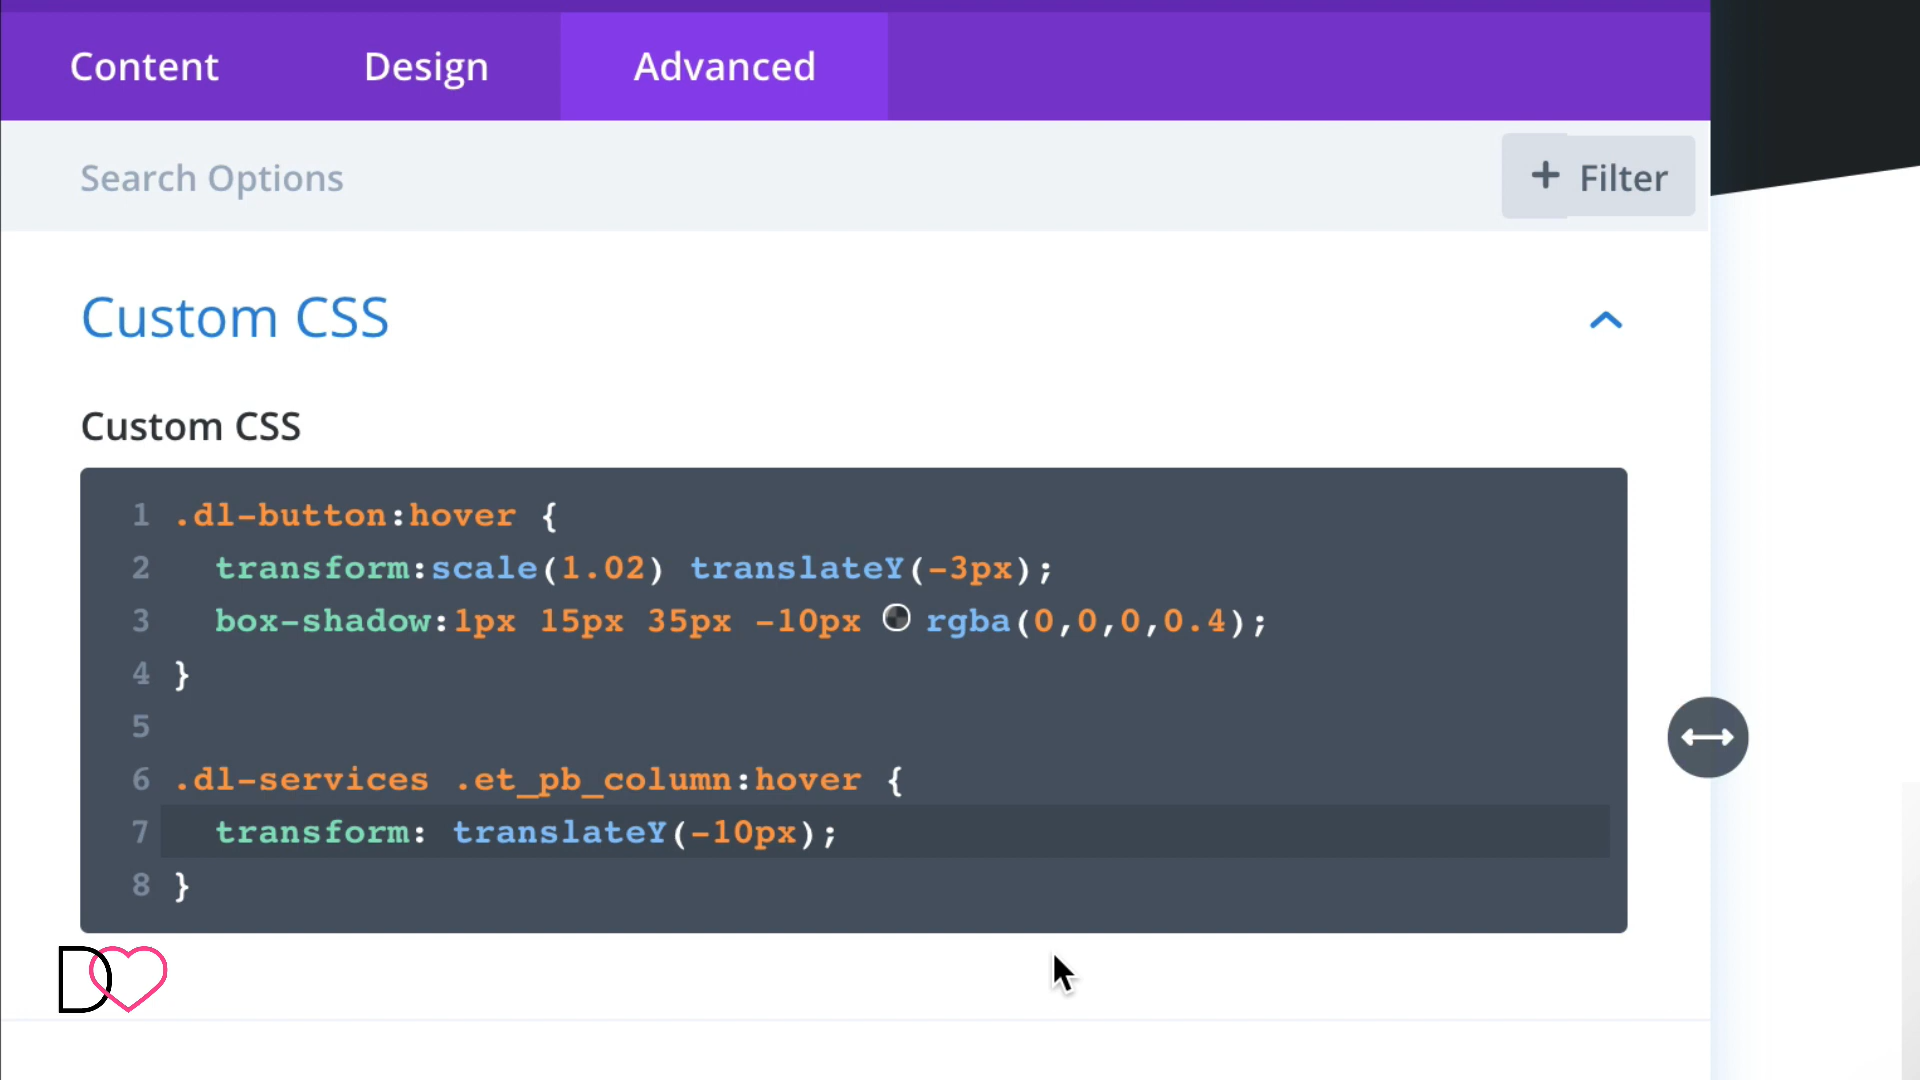 Content Design Advanced
Search Options + Filter
Custom CSS
Custom CSS
1 .dl-button:hover {
2 transform:scale(1.02) translateY(-3px);
3 box-shadow:1px 15px 35px -10px rgba(0,0,0,0.4);
4 }
5
6 .dl-services .et_pb_column:hover {
7 transform: translateY(-10px);
8 }
D